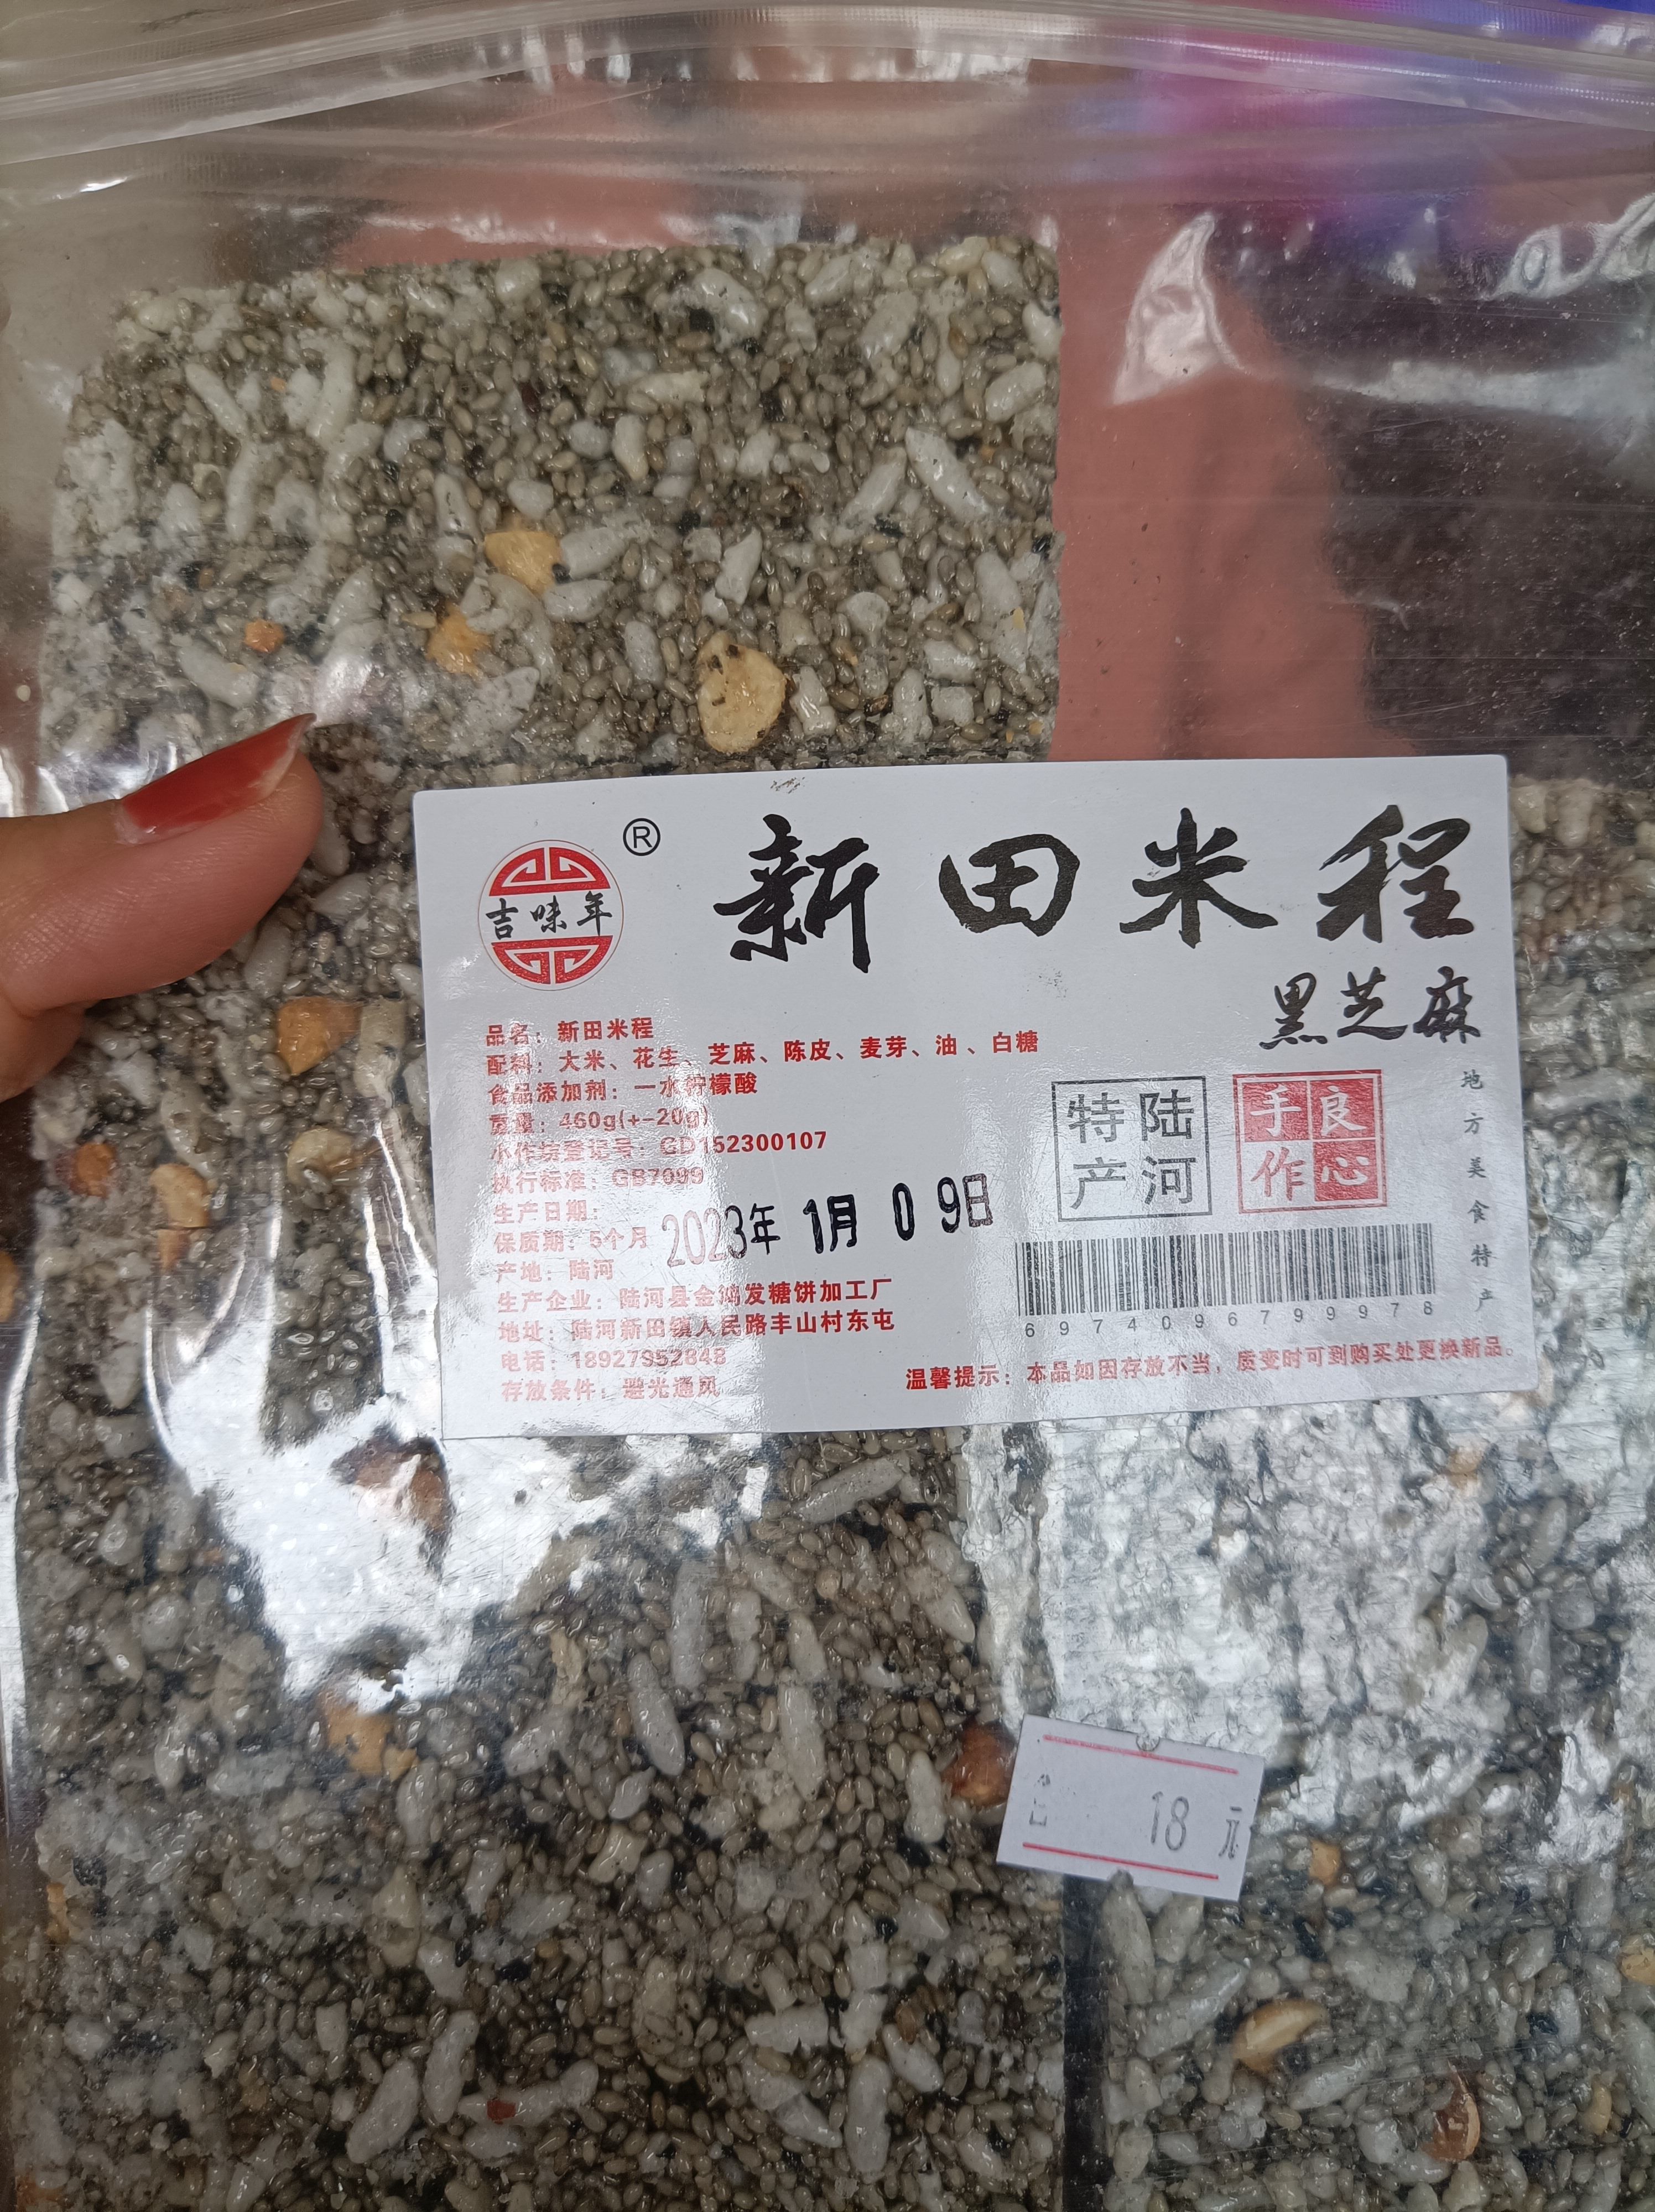 吉味年
®
新田米程
黑芝麻
品名：新田米程
配料：大米、花生、芝麻、陈皮、麦芽、油、白糖
食品添加剂：一水柠檬酸
重量：460g(+-20g)
小作坊登记号：GD152300107
执行标准：GB7099
生产日期：
2023年 1月 09日
保质期：5个月
产地：陆河
生产企业：陆河县金鸿发糖饼加工厂
地址：陆河新田镇人民路丰山村东屯
电话：18927952848
存放条件：避光通风
陆河特产
良心手作
地方美食特产
6974096799978
温馨提示：本品如因存放不当，质变时可到购买处更换新品。
18元